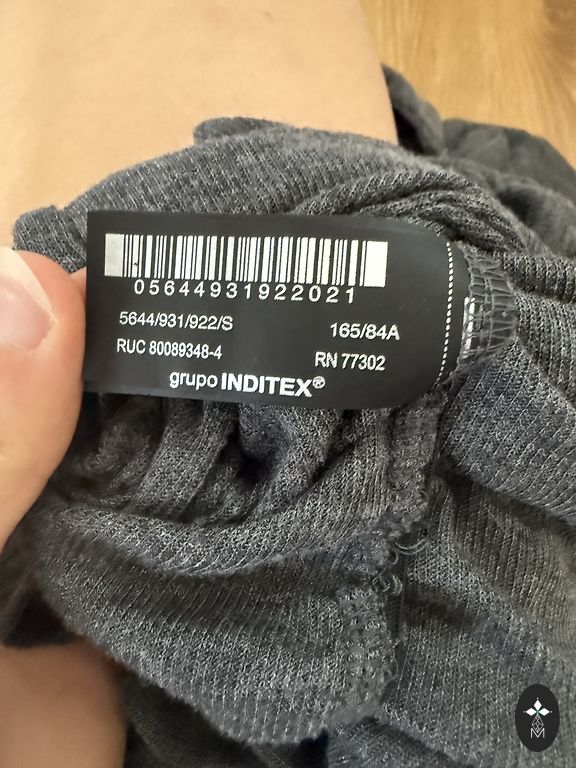 05644931922021
5644/931/922/S 165/84A
RUC 80089348-4 RN 77302
grupo INDITEX®
M